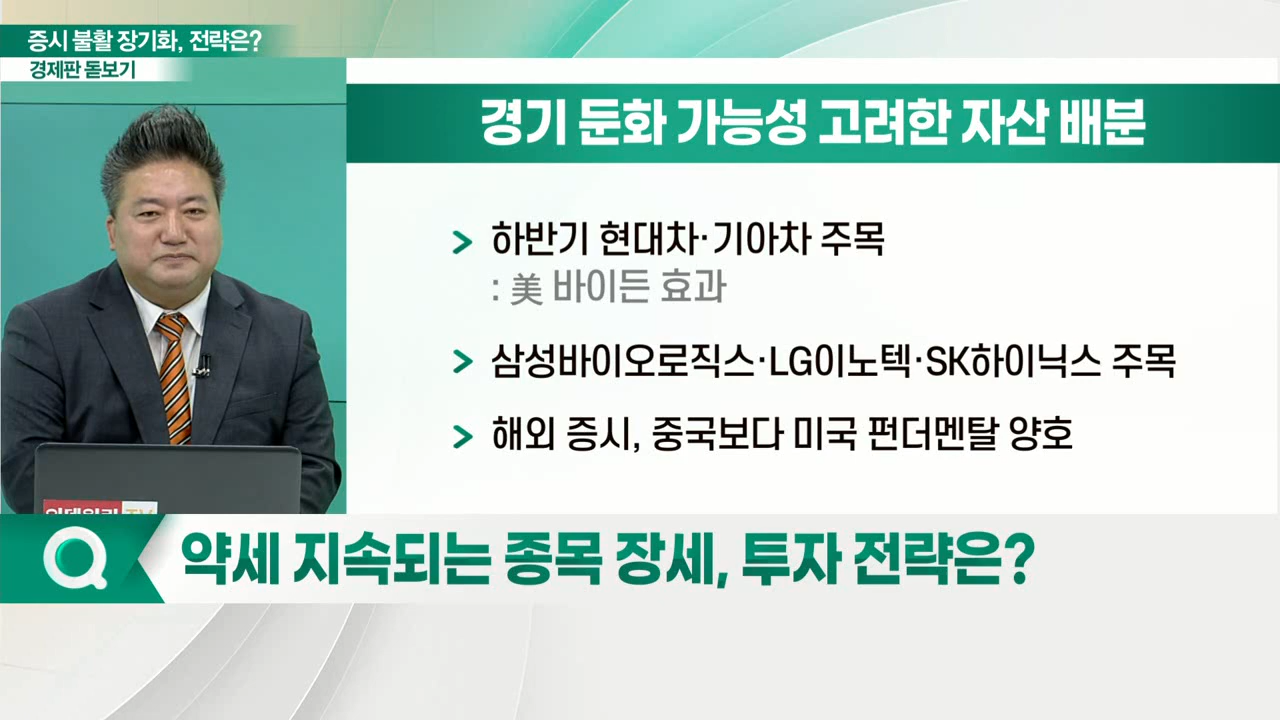 증시 불활 장기화, 전략은?
경제판 돋보기
경기 둔화 가능성 고려한 자산 배분
> 하반기 현대차·기아차 주목
: 美 바이든 효과
> 삼성바이오로직스·LG이노텍·SK하이닉스 주목
> 해외 증시, 중국보다 미국 펀더멘탈 양호
Q 약세 지속되는 종목 장세, 투자 전략은?